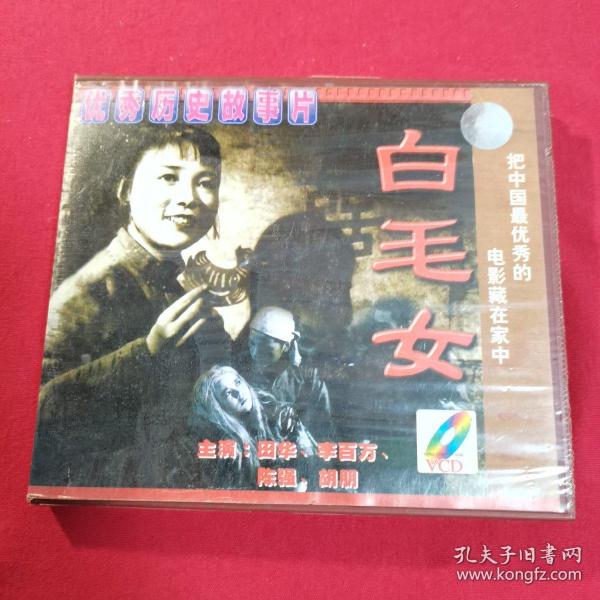 优秀历史故事片
白毛女
把中国最优秀的
电影藏在家中
主演：田华、李百万、
陈强、胡朋
VCD
孔夫子旧书网
www.kongfz.com